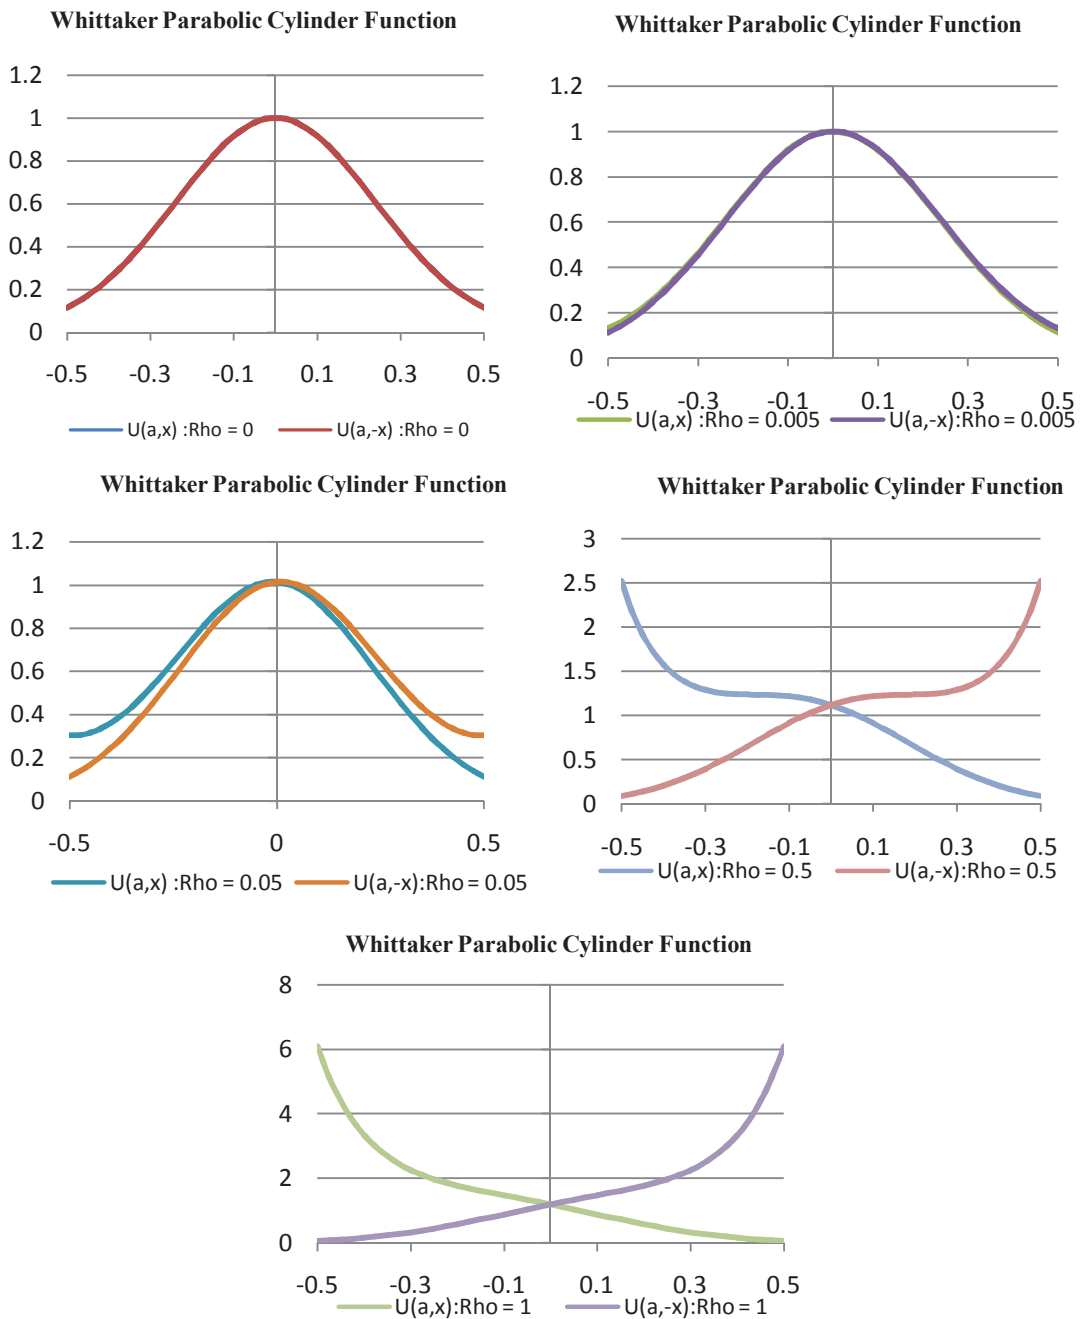 Whittaker Parabolic Cylinder Function
1.2
1
0.8
0.6
0.4
0.2
0
-0.5 -0.3 -0.1 0.1 0.3 0.5
U(a,x) :Rho = 0 U(a,-x) :Rho = 0
Whittaker Parabolic Cylinder Function
1.2
1
0.8
0.6
0.4
0.2
0
-0.5 -0.3 -0.1 0.1 0.3 0.5
U(a,x) :Rho = 0.005 U(a,-x):Rho = 0.005
Whittaker Parabolic Cylinder Function
1.2
1
0.8
0.6
0.4
0.2
0
-0.5 0 0.5
U(a,x) :Rho = 0.05 U(a,-x):Rho = 0.05
Whittaker Parabolic Cylinder Function
3
2.5
2
1.5
1
0.5
0
-0.5 -0.3 -0.1 0.1 0.3 0.5
U(a,x):Rho = 0.5 U(a,-x):Rho = 0.5
Whittaker Parabolic Cylinder Function
8
6
4
2
0
-0.5 -0.3 -0.1 0.1 0.3 0.5
U(a,x):Rho = 1 U(a,-x):Rho = 1